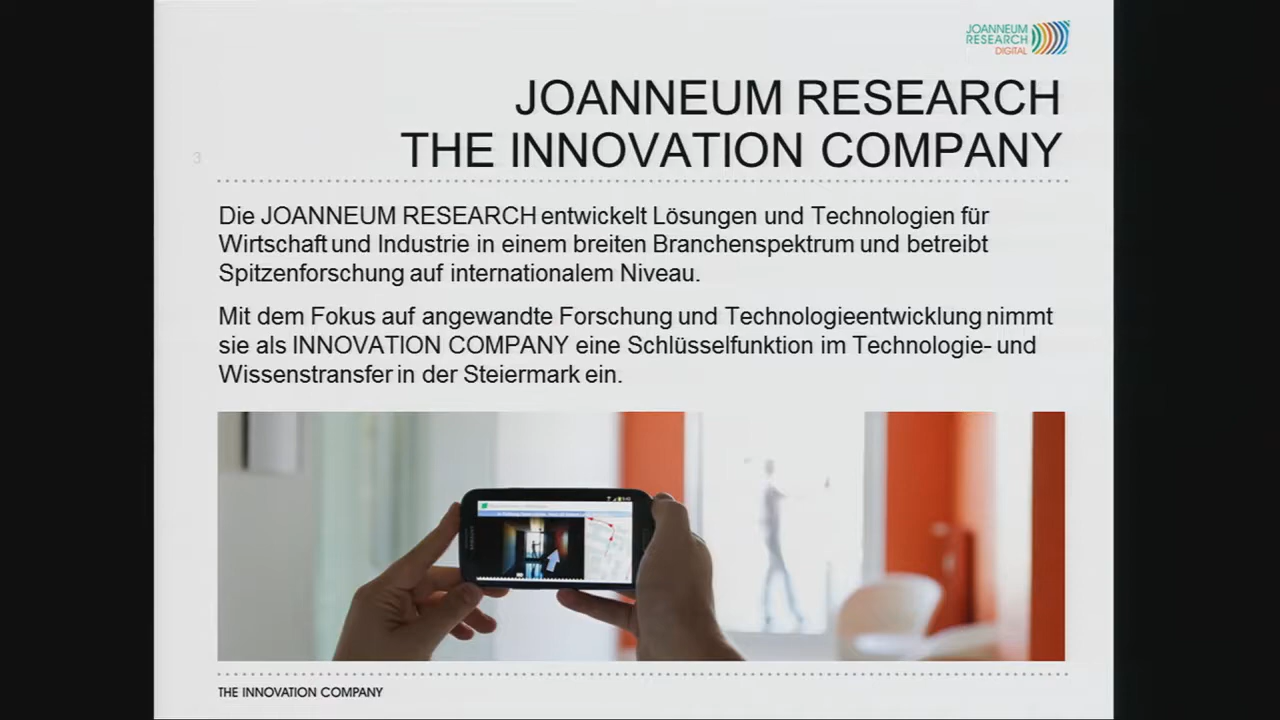 JOANNEUM
RESEARCH
DIGITAL
JOANNEUM RESEARCH
THE INNOVATION COMPANY
3
Die JOANNEUM RESEARCH entwickelt Lösungen und Technologien für
Wirtschaft und Industrie in einem breiten Branchenspektrum und betreibt
Spitzenforschung auf internationalem Niveau.
Mit dem Fokus auf angewandte Forschung und Technologieentwicklung nimmt
sie als INNOVATION COMPANY eine Schlüsselfunktion im Technologie- und
Wissenstransfer in der Steiermark ein.
THE INNOVATION COMPANY